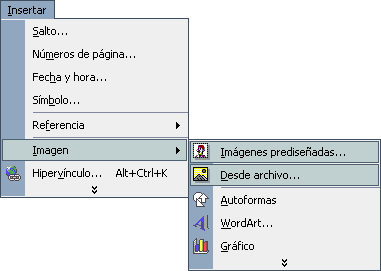 Insertar
Salto...
Números de página...
Fecha y hora...
Símbolo...
Referencia
Imagen
Hipervínculo... Alt+Ctrl+K
Imágenes prediseñadas...
Desde archivo...
Autoformas
WordArt...
Gráfico